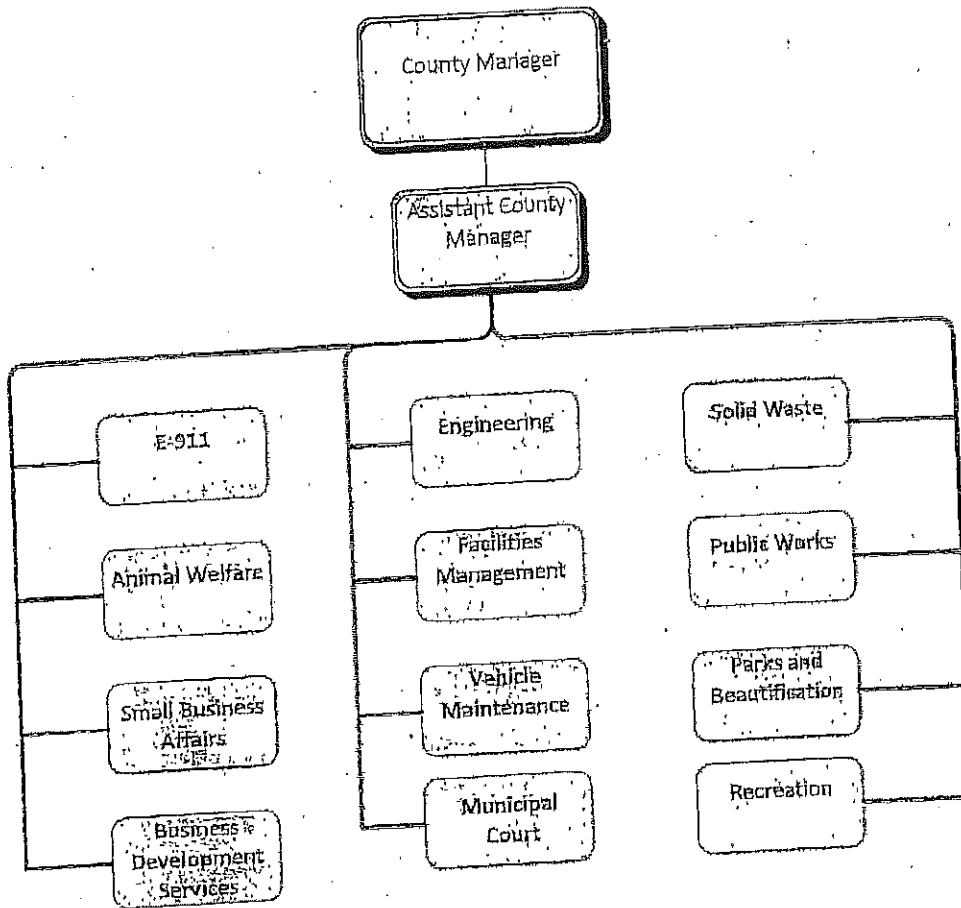 County Manager
Assistant County
Manager
E-911
Animal Welfare
Small Business
Affairs
Business
Development
Services
Engineering
Facilities
Management
Vehicle
Maintenance
Municipal
Court
Solid Waste
Public Works
Parks and
Beautification
Recreation